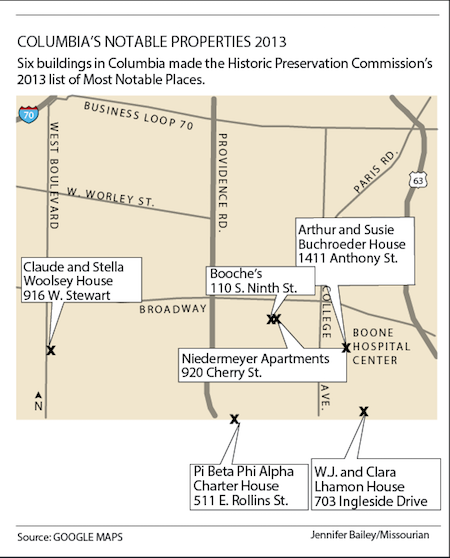 COLUMBIA'S NOTABLE PROPERTIES 2013
Six buildings in Columbia made the Historic Preservation Commission's
2013 list of Most Notable Places.
70
BUSINESS LOOP 70
WEST BOULEVARD
PROVIDENCE RD.
PARIS RD.
63
W. WORLEY ST.
Arthur and Susie
Buchroeder House
1411 Anthony St.
Claude and Stella
Woolsey House
916 W. Stewart
Booche's
110 S. Ninth St.
BROADWAY
COLLEGE AVE.
X
XX
X
BOONE
HOSPITAL
CENTER
Niedermeyer Apartments
920 Cherry St.
N
X
X
Pi Beta Phi Alpha
Charter House
511 E. Rollins St.
W.J. and Clara
Lhamon House
703 Ingleside Drive
Source: GOOGLE MAPS
Jennifer Bailey/Missourian